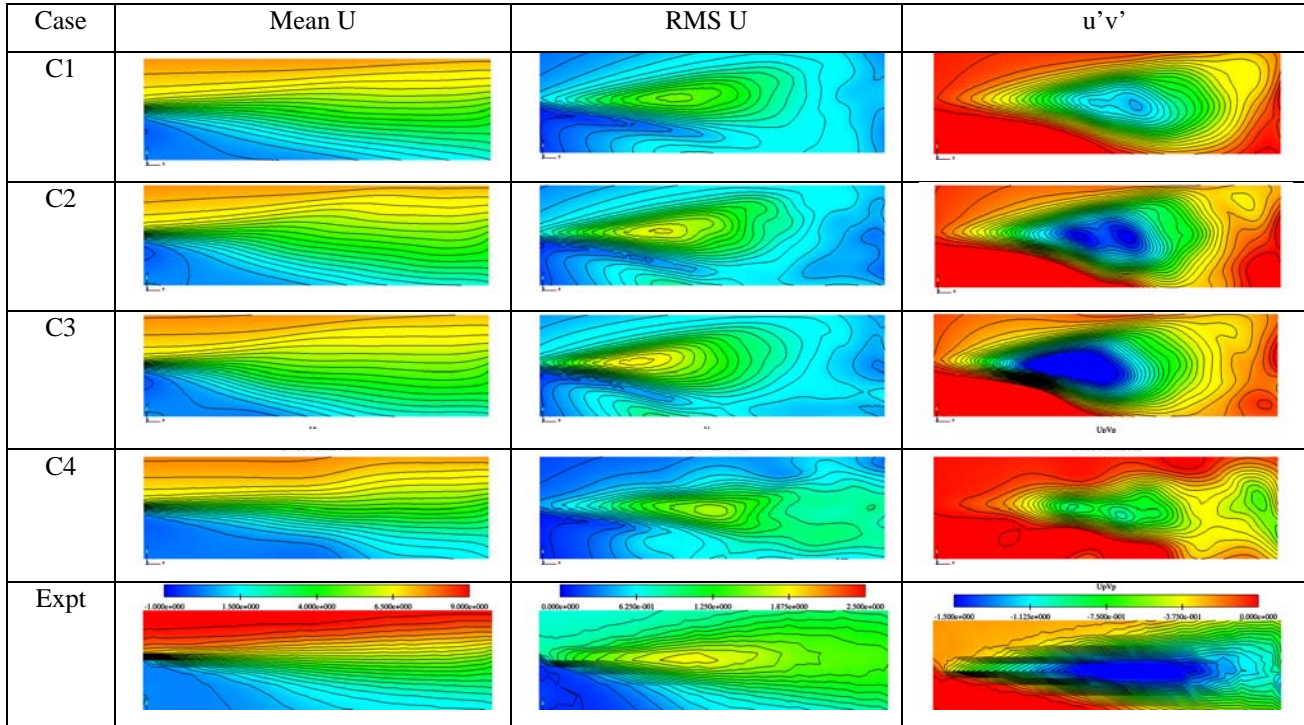 Case Mean U RMS U u’v’
C1
C2
C3
UpVp
C4
Expt
UpVp
-1.000e+000 1.500e+000 4.000e+000 6.500e+000 9.000e+000
0.000e+000 6.250e-001 1.250e+000 1.875e+000 2.500e+000
-1.500e+000 -1.125e+000 -7.500e-001 -3.750e-001 0.000e+000